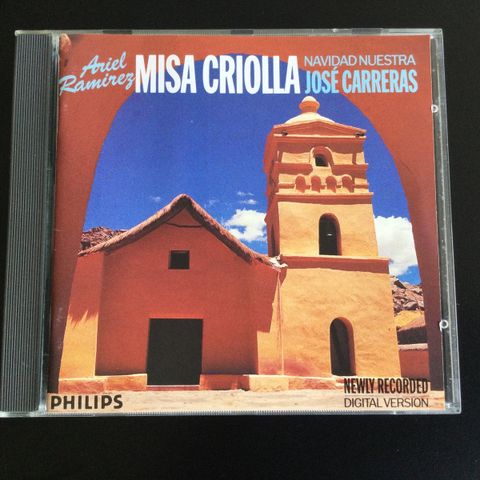 Ariel
Ramirez
MISA CRIOLLA
NAVIDAD NUESTRA
JOSÉ CARRERAS
NEWLY RECORDED
DIGITAL VERSION
PHILIPS